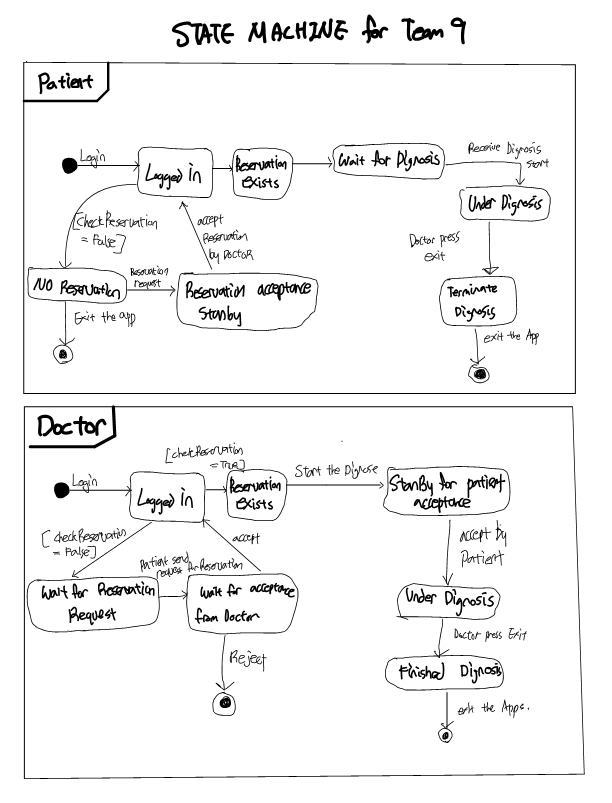 STATE MACHINE for Team 9
Patient
Login
Logged in
Reservation
exists
Wait for DIgnosis
Receive Dignosis
start
Under Dignosis
[checkReservation
= False]
accept
Reservation
by Doctor
Doctor press
exit
NO Reservation
Reservation
request
Reservation acceptance
Stanby
Terminate
Dignosis
Exit the app
exit the App
Doctor
Login
Logged in
[checkReservation
= True]
Reservation
exists
Start the Dignose
StanBy for patient
acceptance
[checkReservation
= False]
accept
accept by
Patient
Patient send
request for Reservation
Wait for Reservation
Request
Wait for acceptance
from Doctor
Under Dignosis
Reject
Doctor press Exit
Finished Dignosis
exit the Apps.